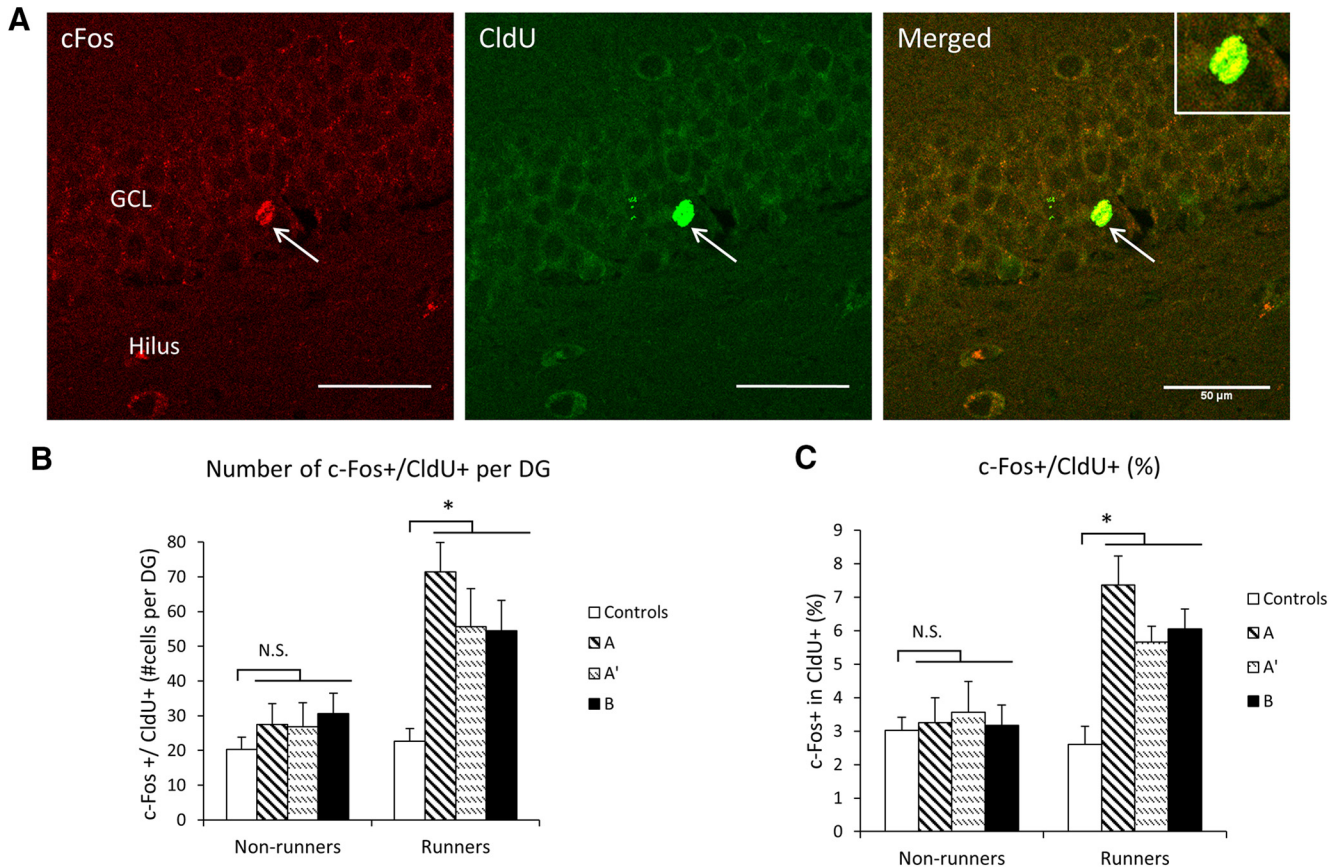 A
cFos
CldU
Merged
GCL
Hilus
50 µm
B
Number of c-Fos+/CldU+ per DG
c-Fos +/ CldU+ (#cells per DG)
80
70
60
50
40
30
20
10
0
N.S.
*
Non-runners
Runners
Controls
A
A'
B
C
c-Fos+/CldU+ (%)
c-Fos+ in CldU+ (%)
9
8
7
6
5
4
3
2
1
0
N.S.
*
Non-runners
Runners
Controls
A
A'
B